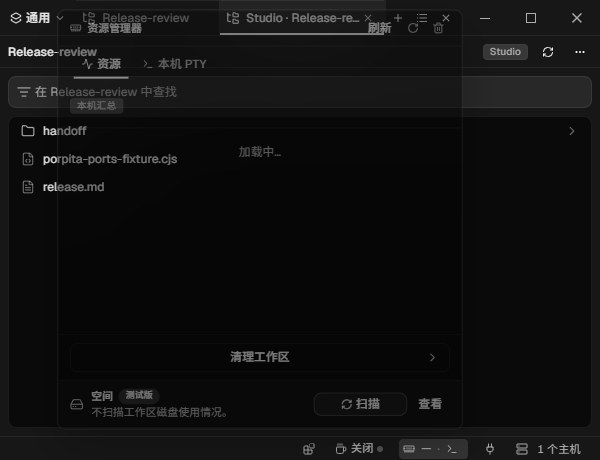 通用
Release-review
Studio · Release-re...
资源管理器
刷新
Release-review
Studio
资源
本机 PTY
在 Release-review 中查找
本机汇总
handoff
加载中...
porpita-ports-fixture.cjs
release.md
清理工作区
空间 测试版
不扫描工作区磁盘使用情况。
扫描
查看
关闭
1 个主机